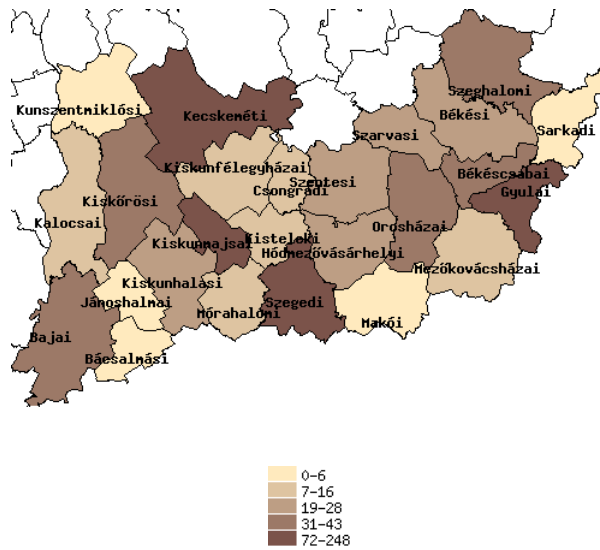 Szeghalomi
Kunszentmiklósi
Kecskeméti
Békési
Szarvasi
Sarkadi
Kiskunfélegyházai
Szentesi
Békéscsabai
Csongrádi
Gyulai
Kiskőrösi
Kalocsai
Orosházai
Kiskunmajsai
Kisteleki
Hódmezővásárhelyi
Mezőkovácsházai
Kiskunhalasi
Jánoshalmai
Mórahalomi
Szegedi
Makói
Bajai
Bácsalmási
0-6
7-16
19-28
31-43
72-248